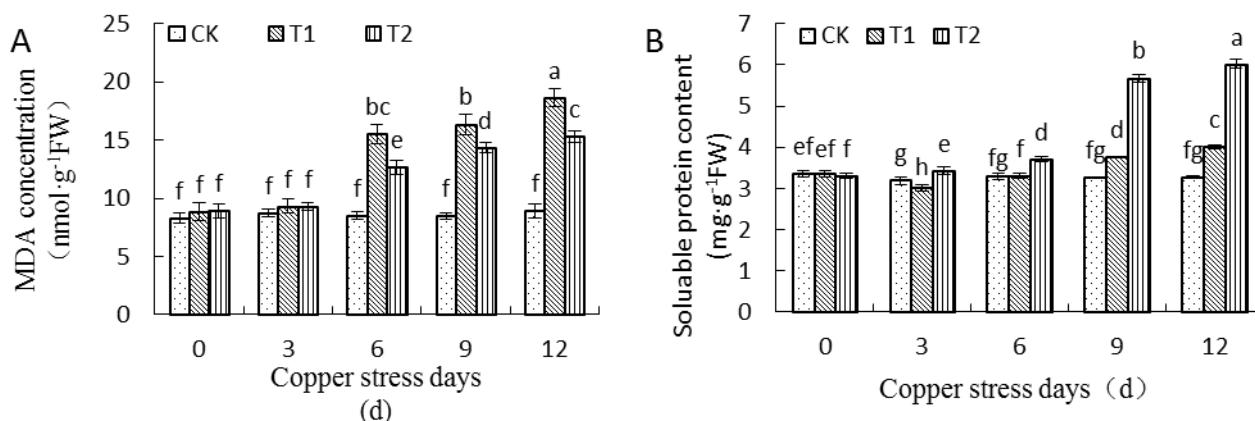 A
MDA concentration
(nmol·g⁻¹FW)
25
20
15
10
5
0
CK T1 T2
f f f f f f f bc e f b d f a c
0 3 6 9 12
Copper stress days
(d)
B
Soluable protein content
(mg·g⁻¹FW)
7
6
5
4
3
2
1
0
CK T1 T2
ef ef f g h e fg f d fg d b fg c a
0 3 6 9 12
Copper stress days（d）